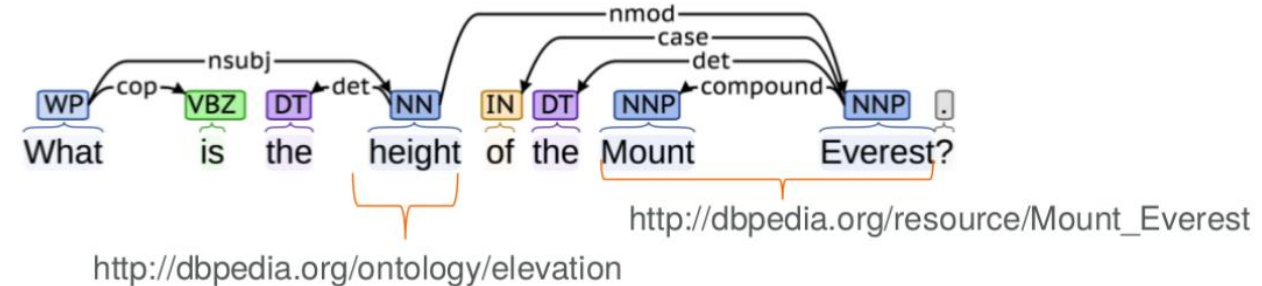 nmod
case
nsubj det
cop det compound
WP VBZ DT NN IN DT NNP NNP .
What is the height of the Mount Everest?
http://dbpedia.org/resource/Mount_Everest
http://dbpedia.org/ontology/elevation